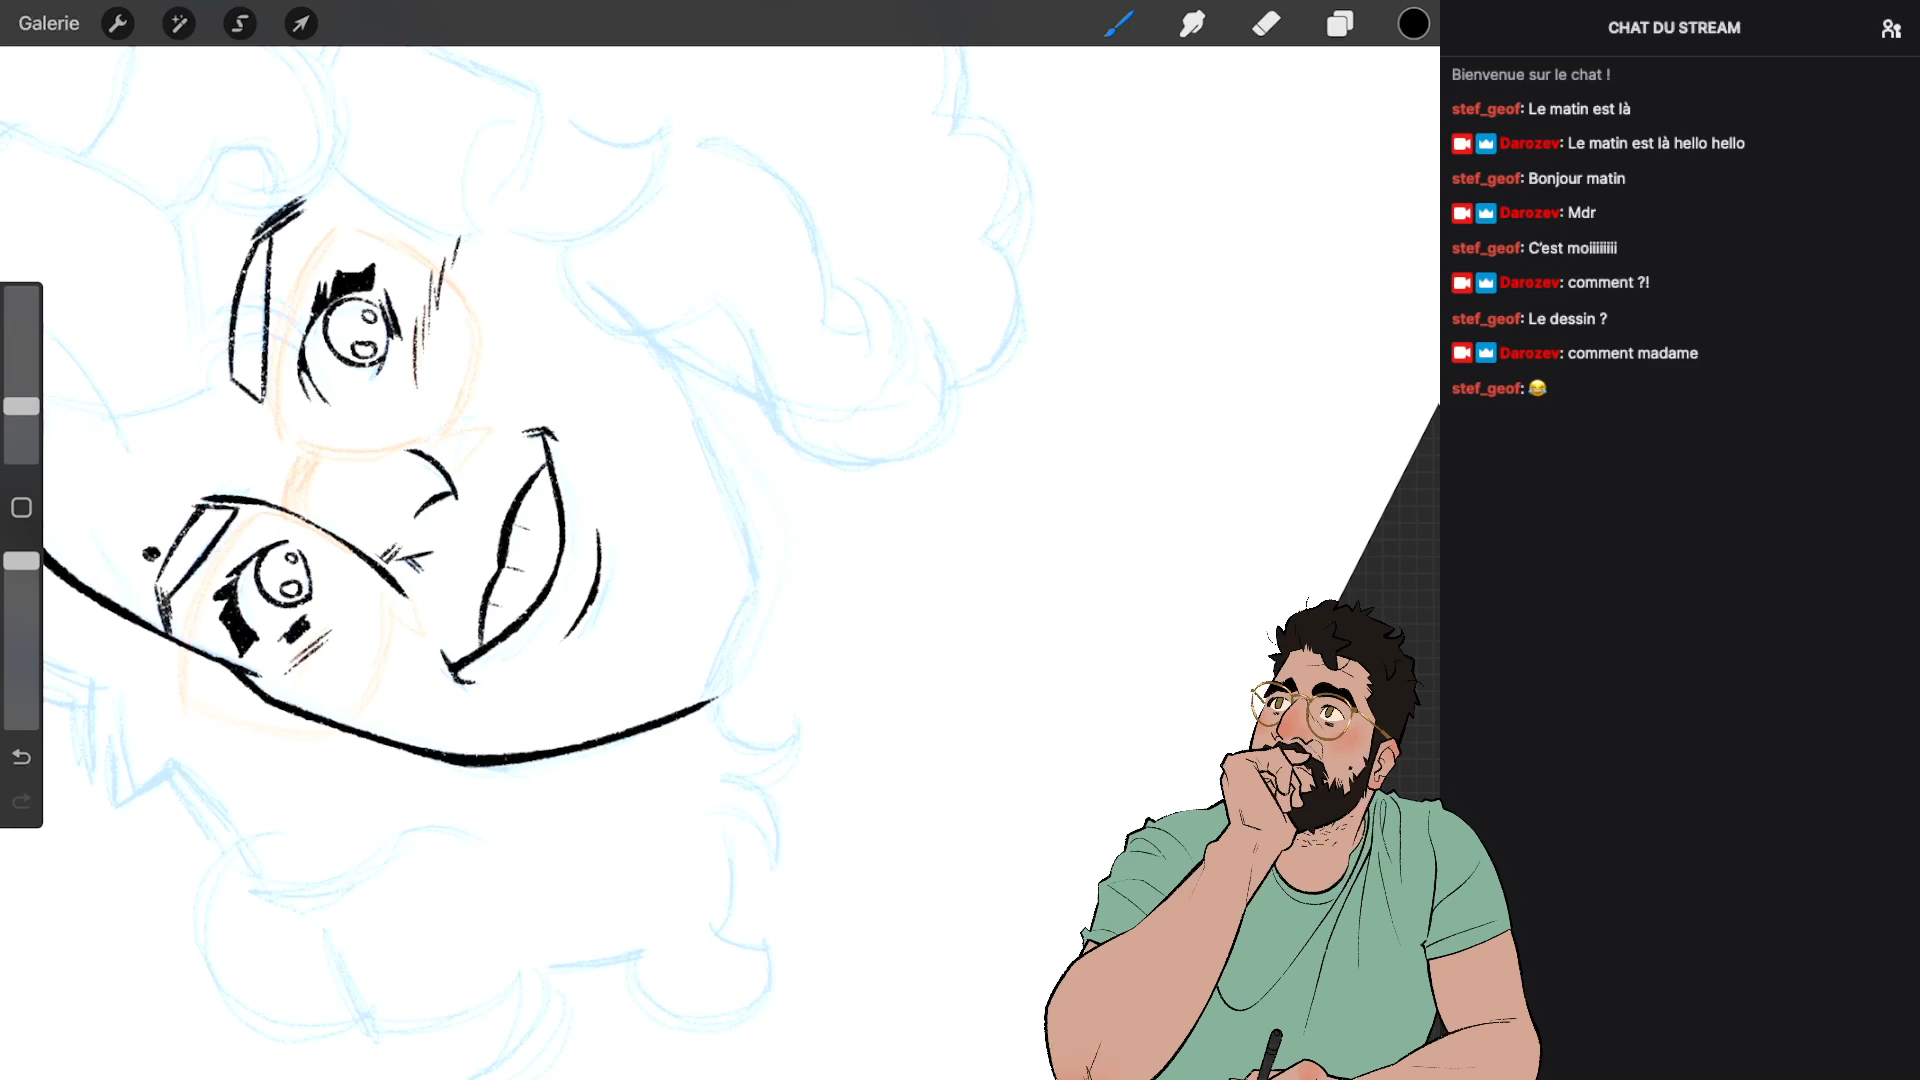 Galerie
CHAT DU STREAM
Bienvenue sur le chat !
stef_geof: Le matin est là
Darozev: Le matin est là hello hello
stef_geof: Bonjour matin
Darozev: Mdr
stef_geof: C'est moiiiiiiiii
Darozev: comment ?!
stef_geof: Le dessin ?
Darozev: comment madame
stef_geof: 😂